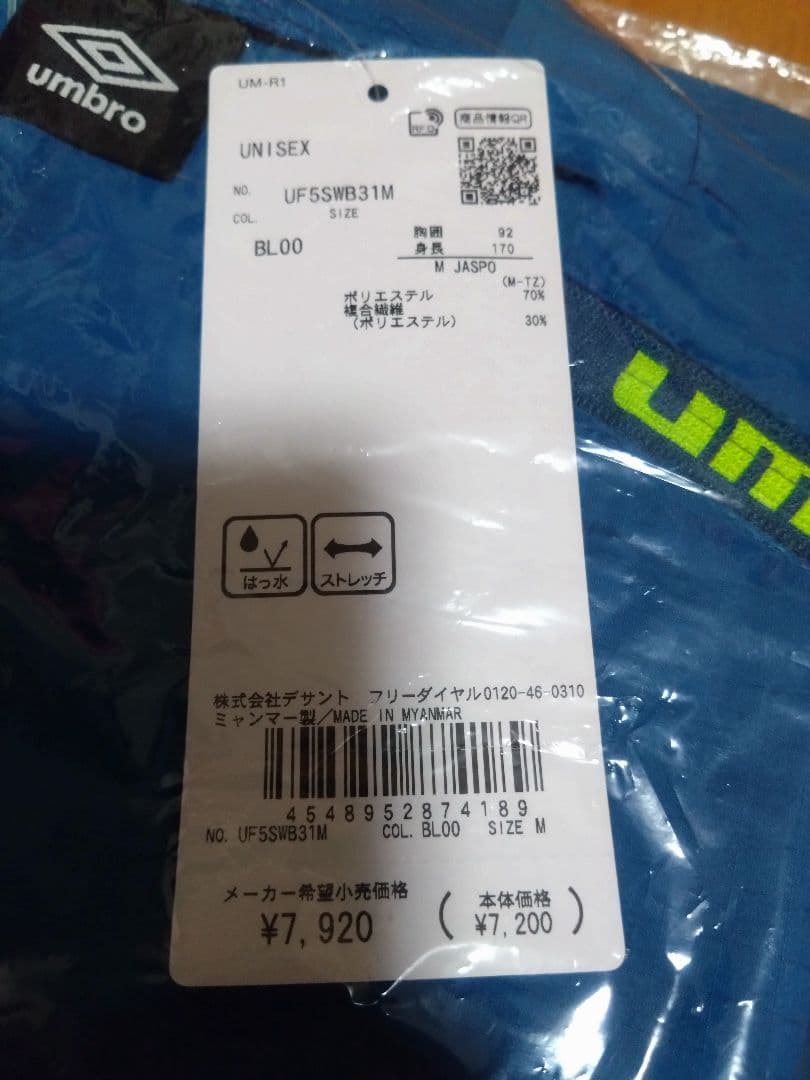 umbro
UM-R1
RFID
商品情報QR
UNISEX
NO. UF5SWB31M
COL. SIZE
BL00
胸囲 92
身長 170
M JASPO
(M-TZ)
ポリエステル 70%
複合繊維
(ポリエステル) 30%
um
はっ水
ストレッチ
株式会社デサント フリーダイヤル0120-46-0310
ミャンマー製/MADE IN MYANMAR
4548952874189
NO. UF5SWB31M COL. BL00 SIZE M
メーカー希望小売価格
¥7,920
(本体価格
¥7,200)